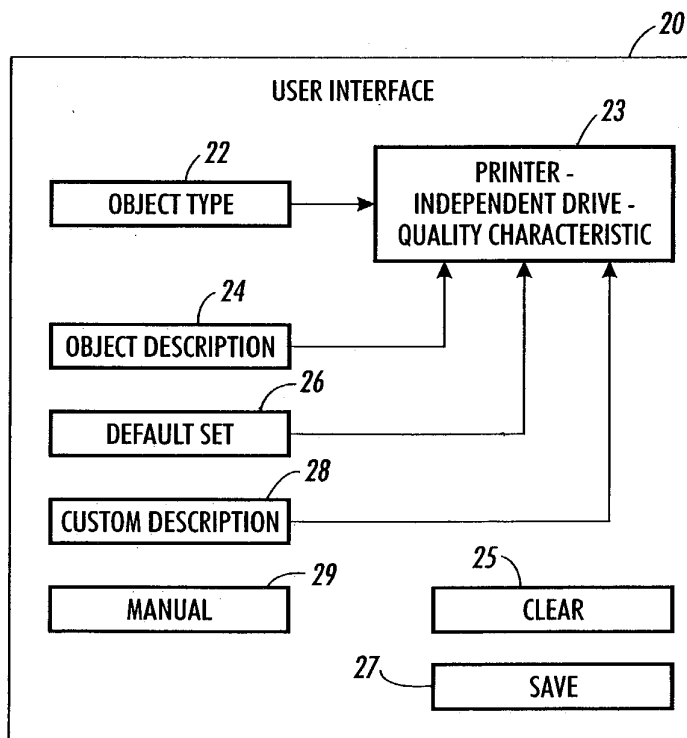 20
USER INTERFACE
22
OBJECT TYPE
23
PRINTER -
INDEPENDENT DRIVE -
QUALITY CHARACTERISTIC
24
OBJECT DESCRIPTION
26
DEFAULT SET
28
CUSTOM DESCRIPTION
29
MANUAL
25
CLEAR
27
SAVE